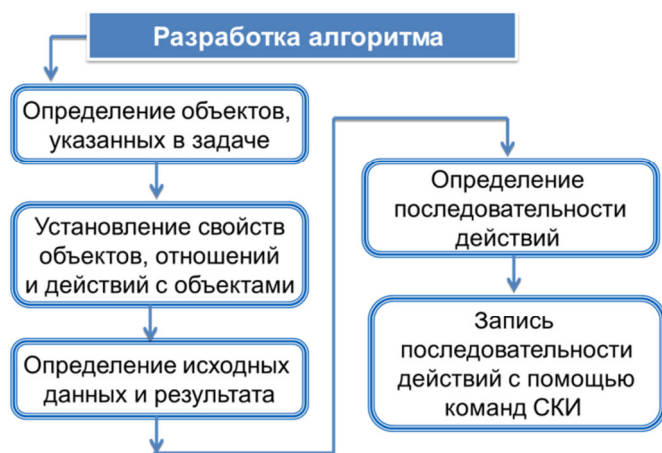 Разработка алгоритма
Определение объектов,
указанных в задаче
Установление свойств
объектов, отношений
и действий с объектами
Определение исходных
данных и результата
Определение
последовательности
действий
Запись
последовательности
действий с помощью
команд СКИ